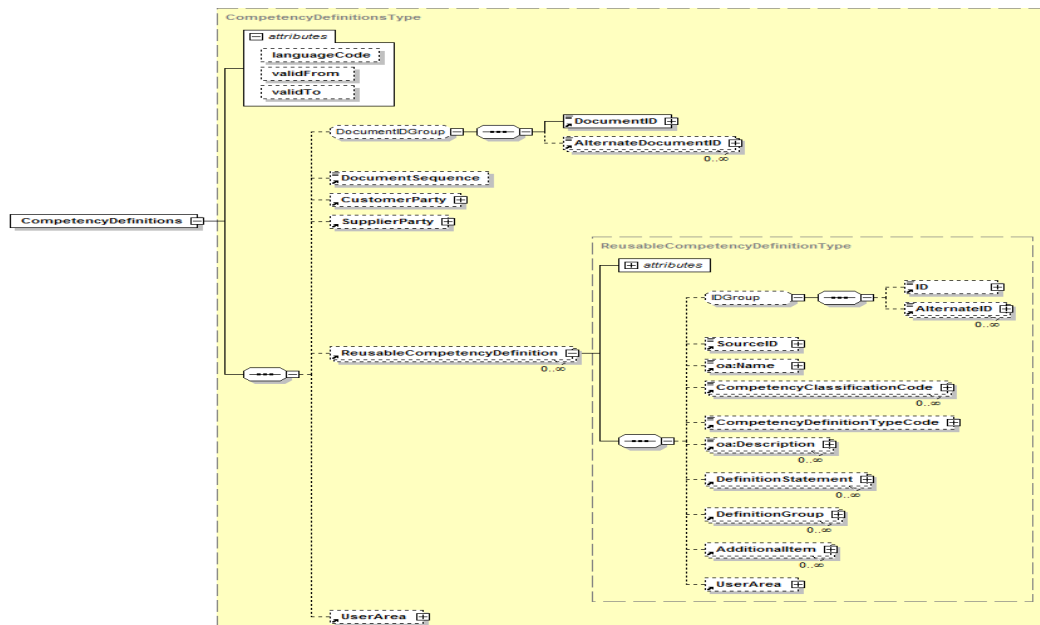 CompetencyDefinitionsType
attributes
languageCode
validFrom
validTo
DocumentIDGroup
DocumentID
AlternateDocumentID
0..∞
DocumentSequence
CustomerParty
CompetencyDefinitions
SupplierParty
ReusableCompetencyDefinitionType
attributes
IDGroup
ID
AlternateID
0..∞
SourceID
ReusableCompetencyDefinition
0..∞
oa:Name
CompetencyClassificationCode
0..∞
CompetencyDefinitionTypeCode
oa:Description
0..∞
DefinitionStatement
0..∞
DefinitionGroup
0..∞
AdditionalItem
0..∞
UserArea
UserArea